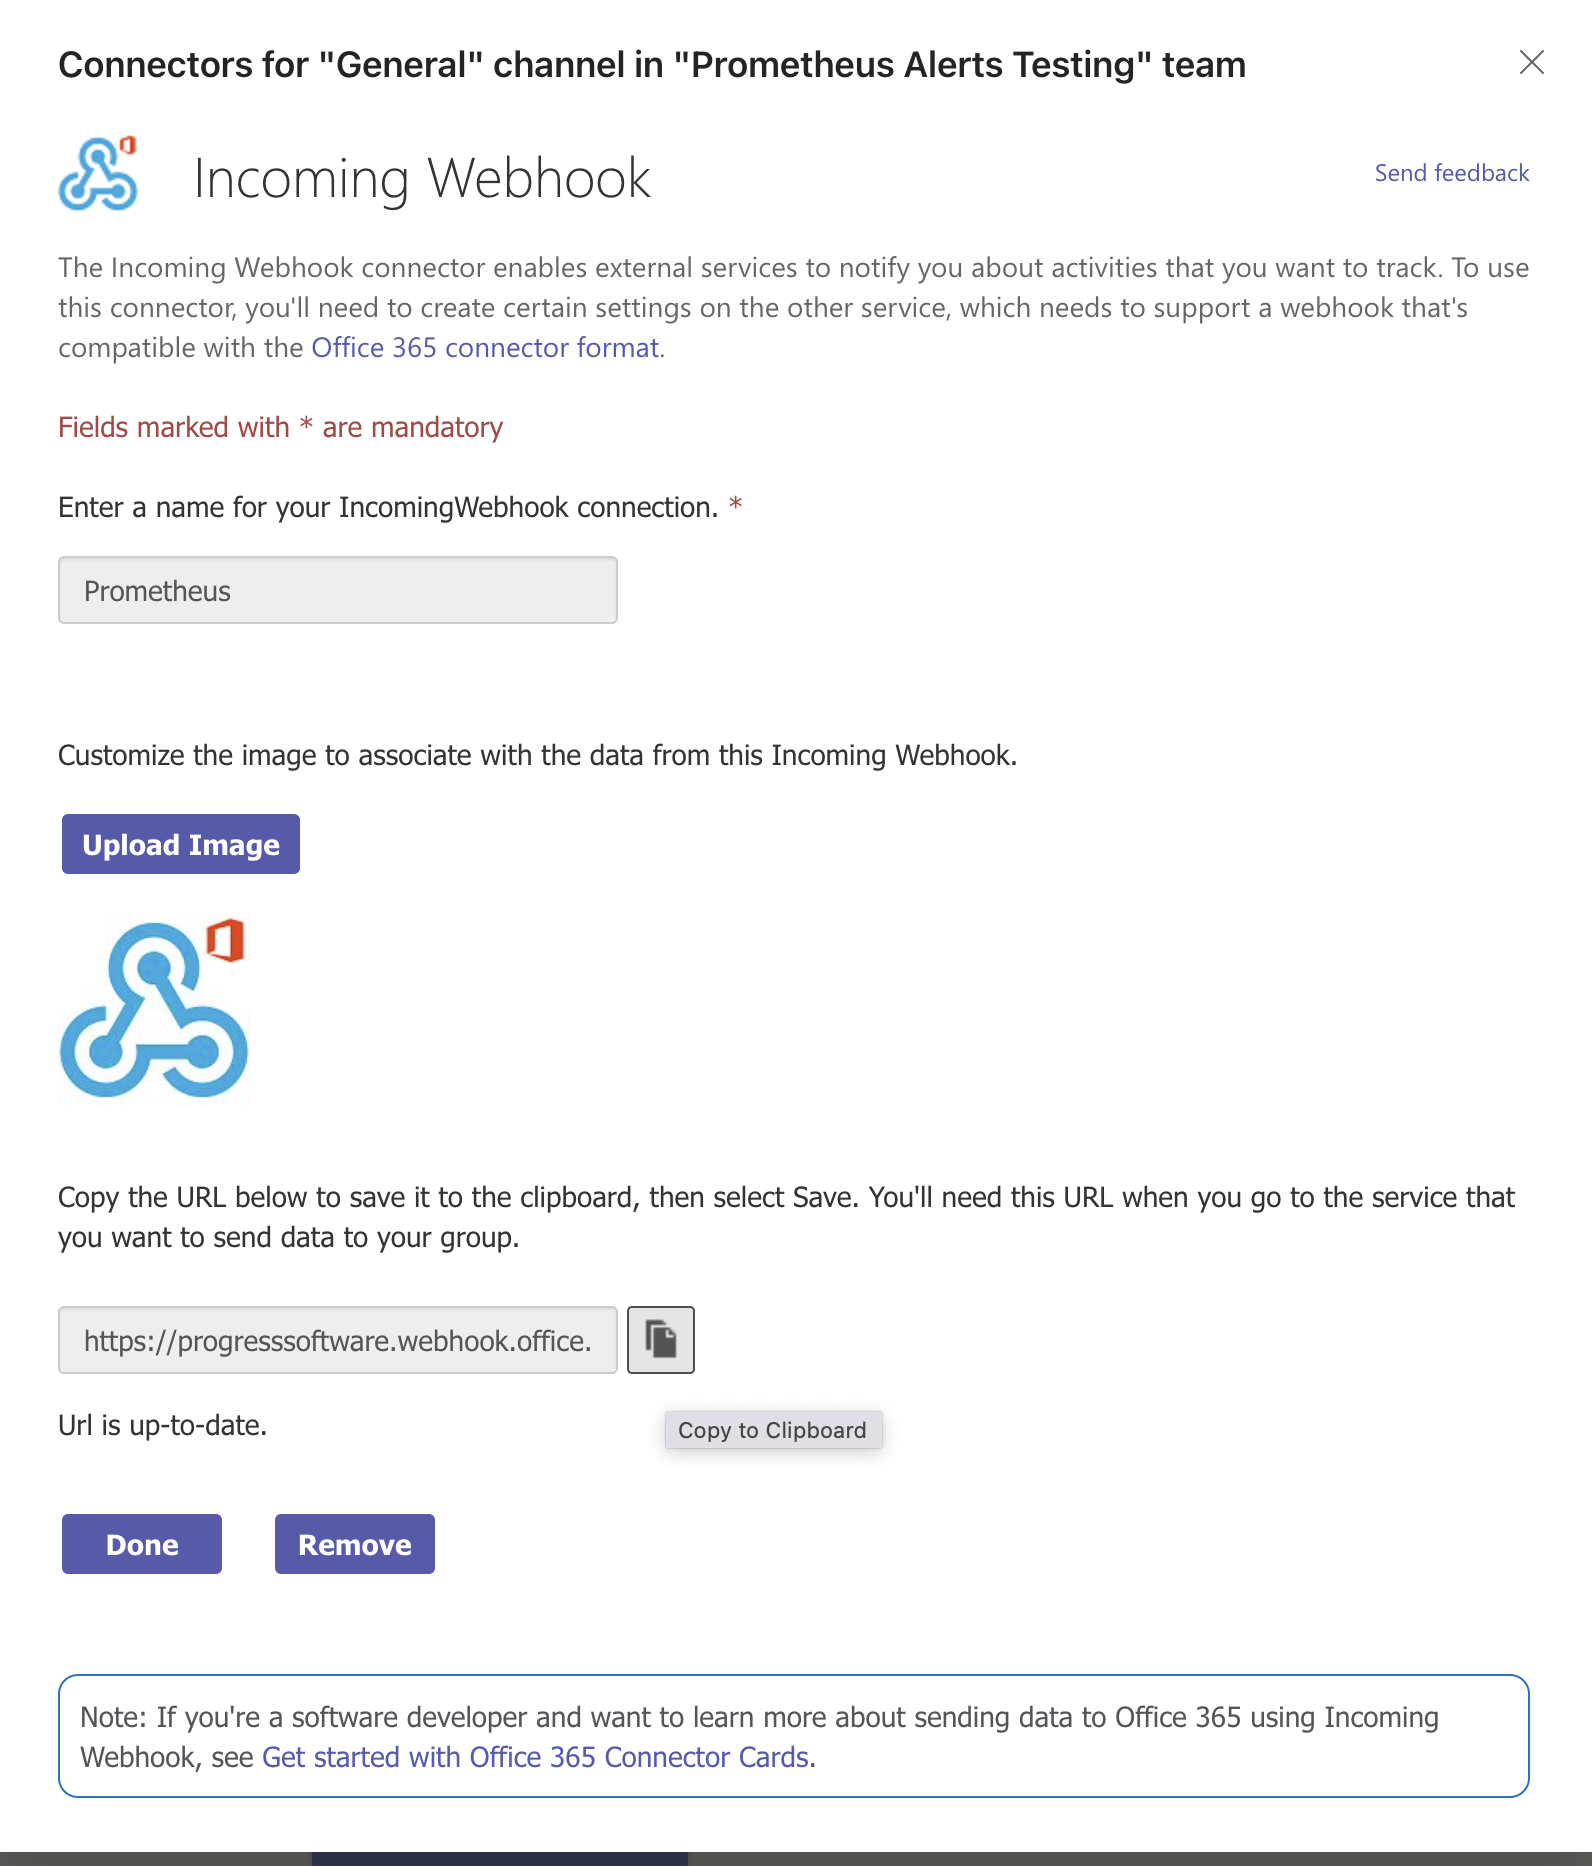 Connectors for "General" channel in "Prometheus Alerts Testing" team
Incoming Webhook
Send feedback
The Incoming Webhook connector enables external services to notify you about activities that you want to track. To use
this connector, you'll need to create certain settings on the other service, which needs to support a webhook that's
compatible with the Office 365 connector format.
Fields marked with * are mandatory
Enter a name for your IncomingWebhook connection. *
Prometheus
Customize the image to associate with the data from this Incoming Webhook.
Upload Image
Copy the URL below to save it to the clipboard, then select Save. You'll need this URL when you go to the service that
you want to send data to your group.
https://progresssoftware.webhook.office.
Url is up-to-date.
Copy to Clipboard
Done
Remove
Note: If you're a software developer and want to learn more about sending data to Office 365 using Incoming
Webhook, see Get started with Office 365 Connector Cards.